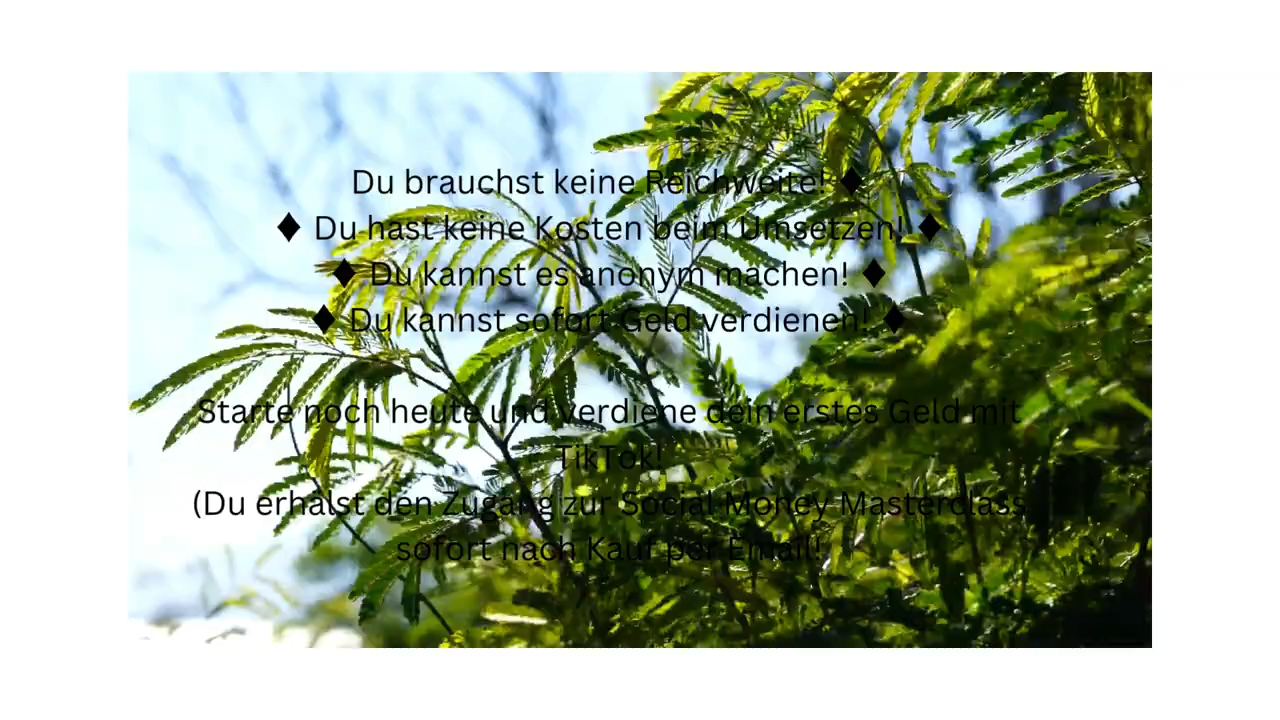 Du brauchst keine Reichweite! ♦
♦ Du hast keine Kosten beim Umsetzen! ♦
♦ Du kannst es anonym machen! ♦
♦ Du kannst sofort Geld verdienen! ♦
Starte noch heute und verdiene dein erstes Geld mit
TikTok!
(Du erhälst den Zugang zur Social Money Masterclass
sofort nach Kauf per Email!